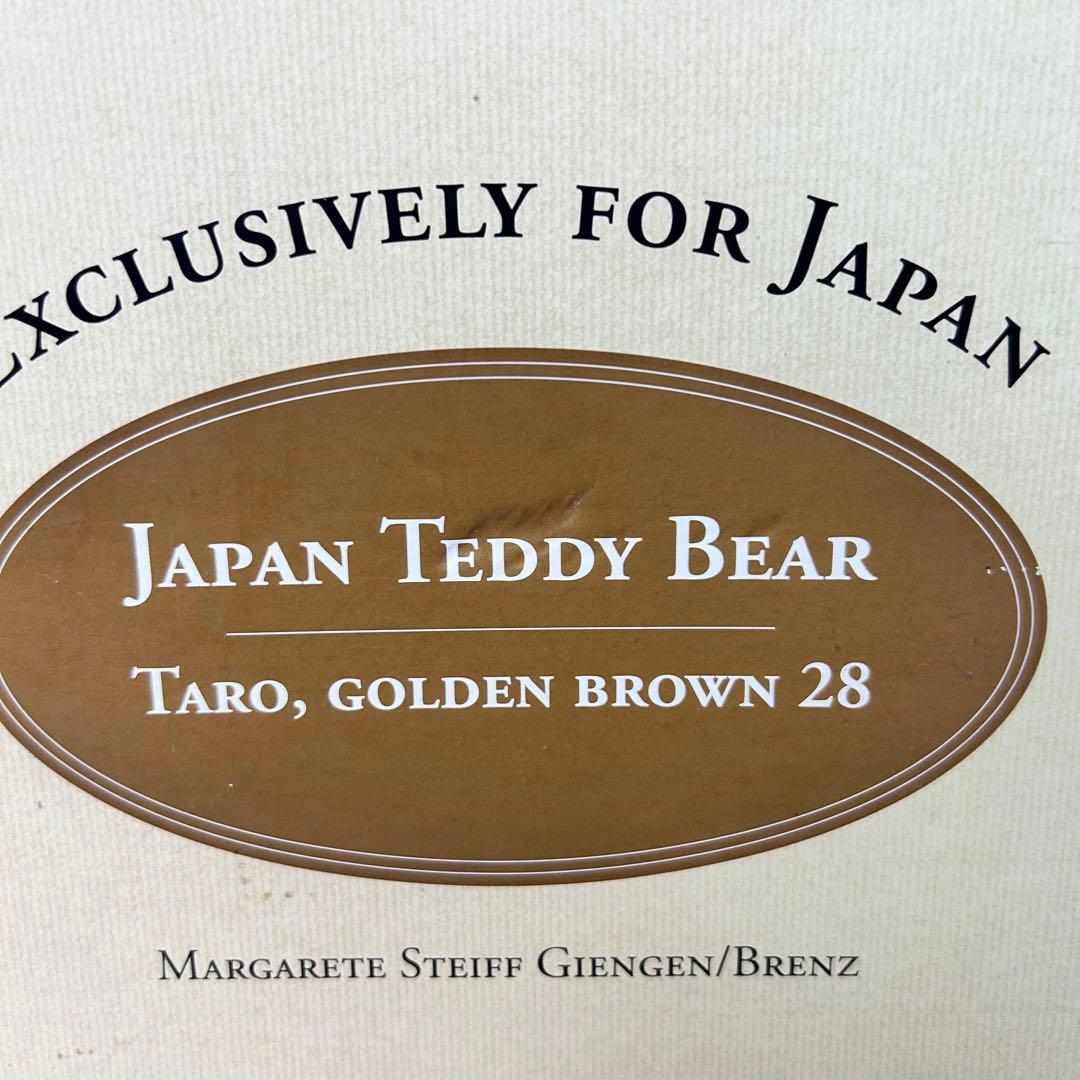 EXCLUSIVELY FOR JAPAN
JAPAN TEDDY BEAR
TARO, GOLDEN BROWN 28
MARGARETE STEIFF GIENGEN/BRENZ